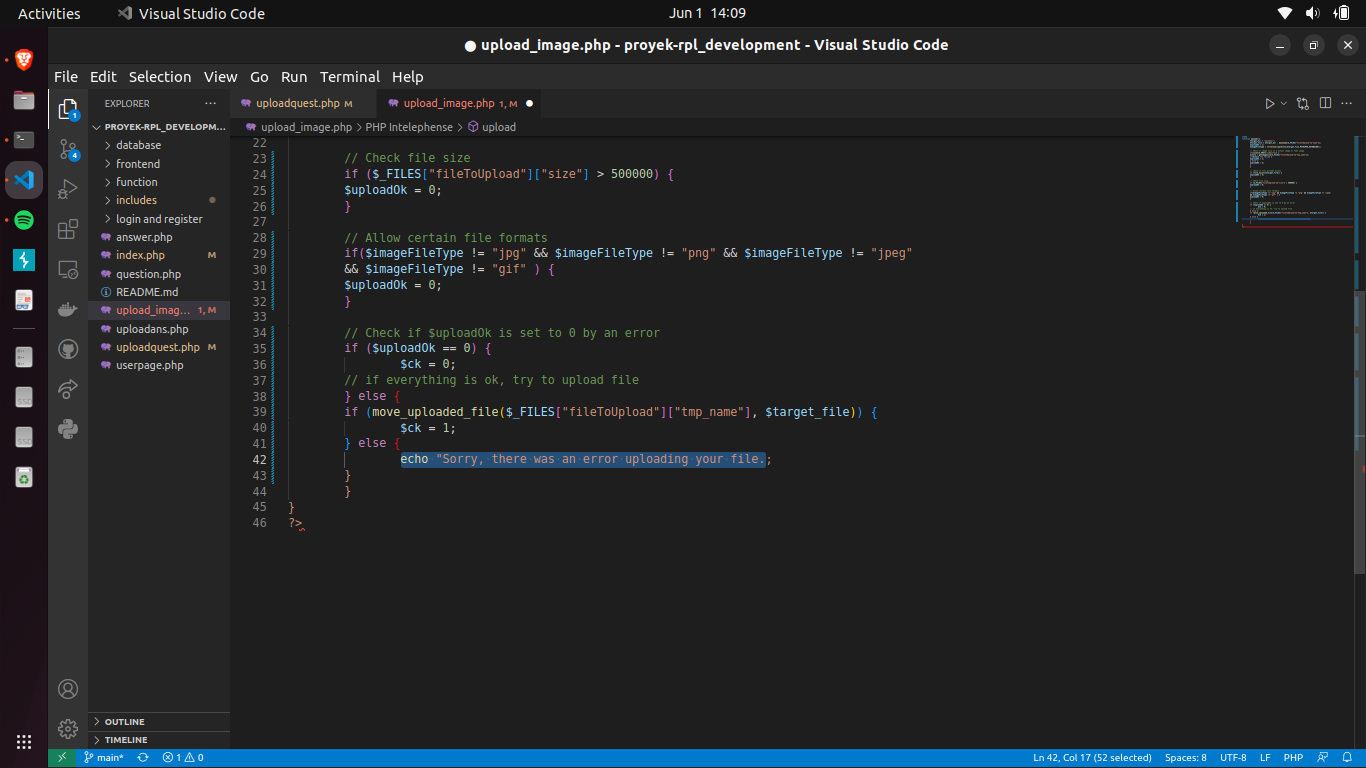 Activities
Visual Studio Code
Jun 1 14:09
● upload_image.php - proyek-rpl_development - Visual Studio Code
File Edit Selection View Go Run Terminal Help
EXPLORER
uploadquest.php M
upload_image.php 1, M
PROYEK-RPL_DEVELOPM...
upload_image.php > PHP Intelephense > upload
database
frontend
function
includes
login and register
answer.php
index.php M
question.php
README.md
upload_imag... 1, M
uploadans.php
uploadquest.php M
userpage.php
1
4
22
23 // Check file size
24 if ($_FILES["fileToUpload"]["size"] > 500000) {
25 $uploadOk = 0;
26 }
27
28 // Allow certain file formats
29 if($imageFileType != "jpg" && $imageFileType != "png" && $imageFileType != "jpeg"
30 && $imageFileType != "gif" ) {
31 $uploadOk = 0;
32 }
33
34 // Check if $uploadOk is set to 0 by an error
35 if ($uploadOk == 0) {
36 $ck = 0;
37 // if everything is ok, try to upload file
38 } else {
39 if (move_uploaded_file($_FILES["fileToUpload"]["tmp_name"], $target_file)) {
40 $ck = 1;
41 } else {
42 echo "Sorry, there was an error uploading your file.;
43 }
44 }
45 }
46 ?>
SSD
SSD
OUTLINE
TIMELINE
main*
1 0
Ln 42, Col 17 (52 selected)
Spaces: 8
UTF-8
LF
PHP